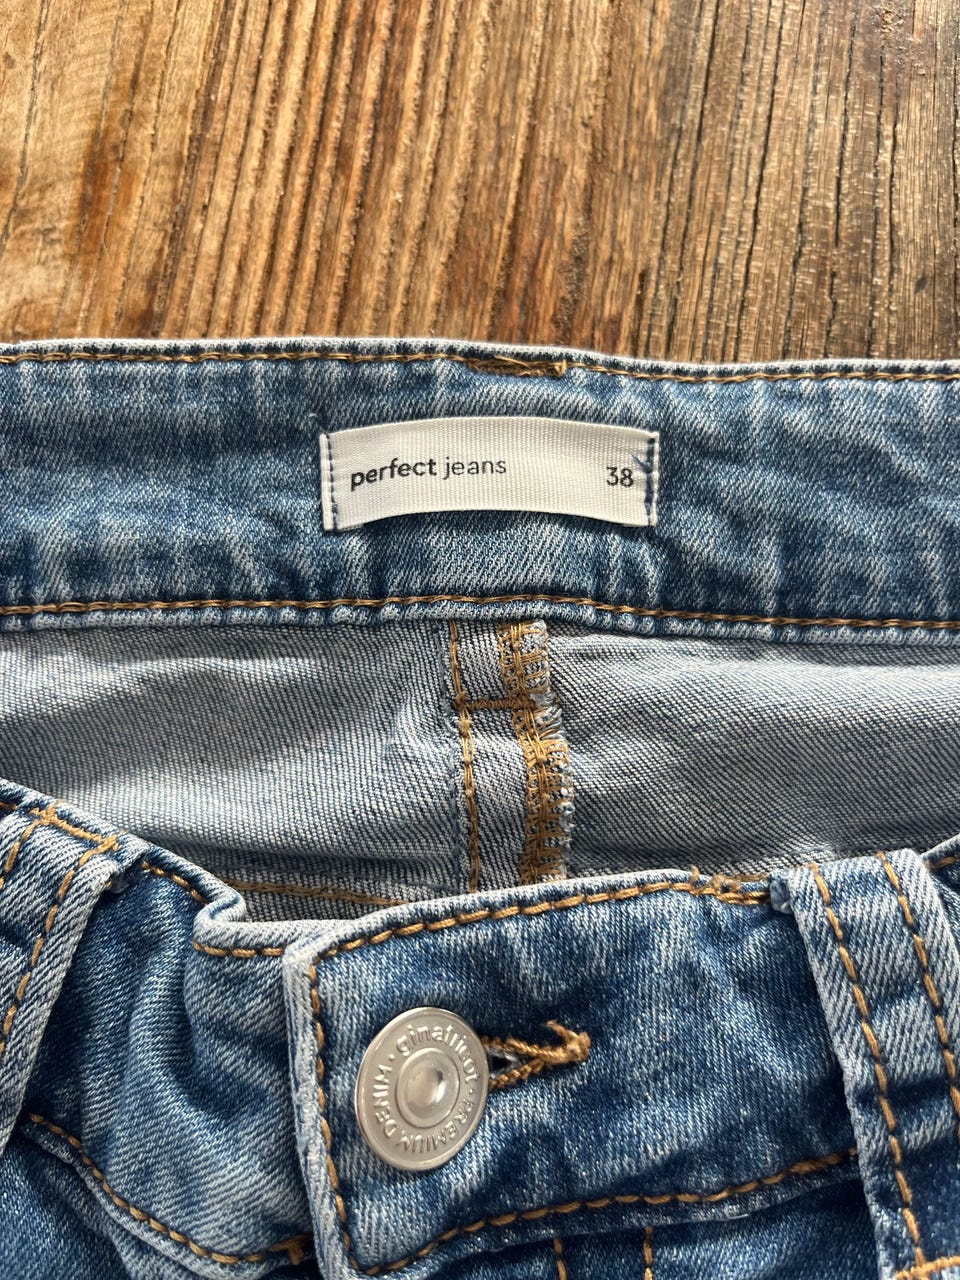 perfect jeans 38
ginatricot · PREMIUM DENIM ·